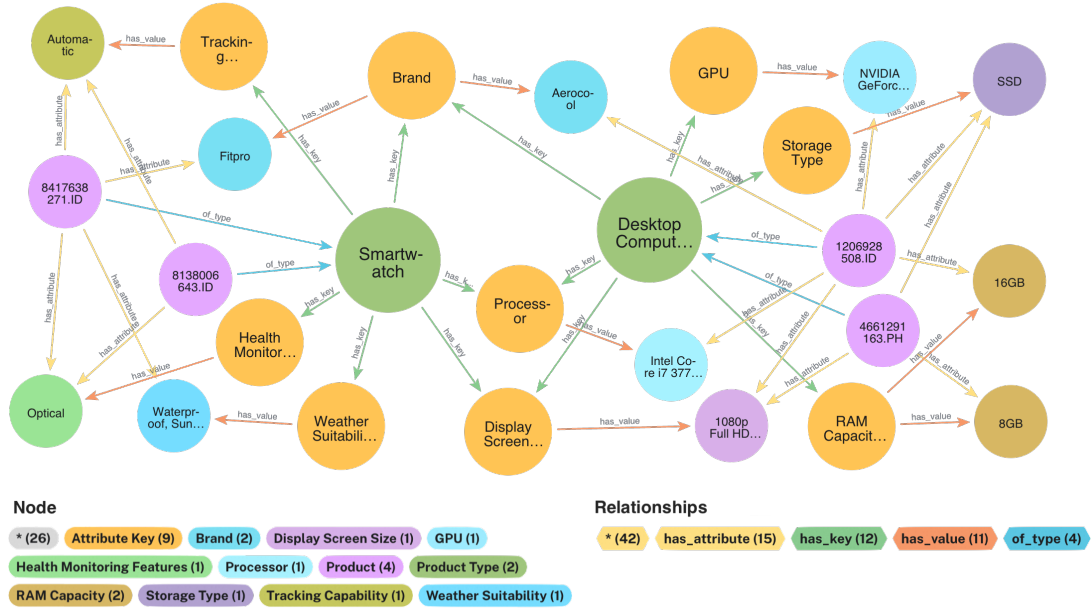 Automa-
tic
has_value
Trackin-
g...
Brand
has_value
Aeroco-
ol
GPU
has_value
NVIDIA
GeForc...
SSD
has_value
has_attribute
has_value
Fitpro
has_key
has_key
has_key
has_key
Storage
Type
has_attribute
8417638
271.ID
has_attribute
has_attribute
has_key
has_attribute
has_attribute
has_attribute
has_attribute
of_type
Desktop
Comput...
of_type
1206928
508.ID
has_attribute
Smartw-
atch
8138006
643.ID
of_type
has_key
has_key
of_type
16GB
has_key
Process-
or
has_attribute
has_attribute
has_attribute
has_key
4661291
163.PH
Health
Monitor...
has_value
has_key
has_key
has_key
has_value
has_attribute
has_value
Intel Co-
re i7 377...
has_attribute
has_attribute
Optical
Waterpr-
oof, Sun...
has_value
Weather
Suitabili...
Display
Screen...
has_value
1080p
Full HD...
RAM
Capacit...
has_value
8GB
Node
Relationships
* (26)
Attribute Key (9)
Brand (2)
Display Screen Size (1)
GPU (1)
* (42)
has_attribute (15)
has_key (12)
has_value (11)
of_type (4)
Health Monitoring Features (1)
Processor (1)
Product (4)
Product Type (2)
RAM Capacity (2)
Storage Type (1)
Tracking Capability (1)
Weather Suitability (1)